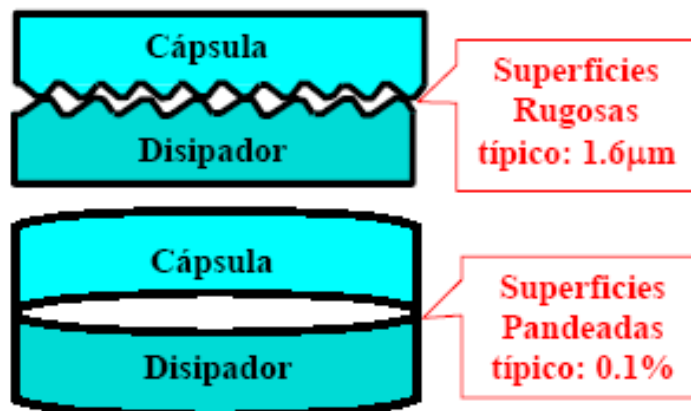 Cápsula
Disipador
Superficies
Rugosas
típico: 1.6μm
Cápsula
Disipador
Superficies
Pandeadas
típico: 0.1%